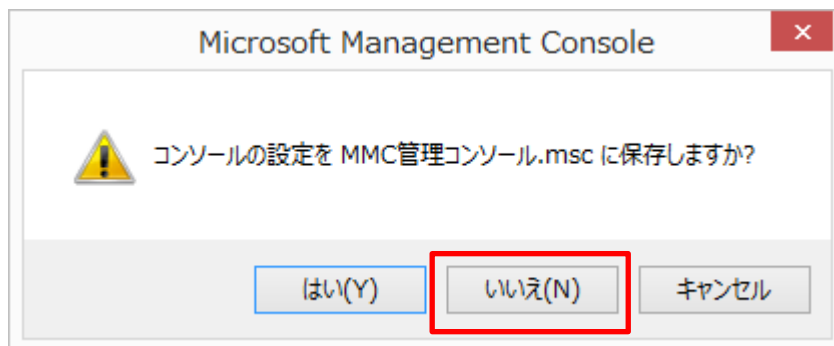 Microsoft Management Console
コンソールの設定を MMC管理コンソール.msc に保存しますか?
はい(Y)
いいえ(N)
キャンセル